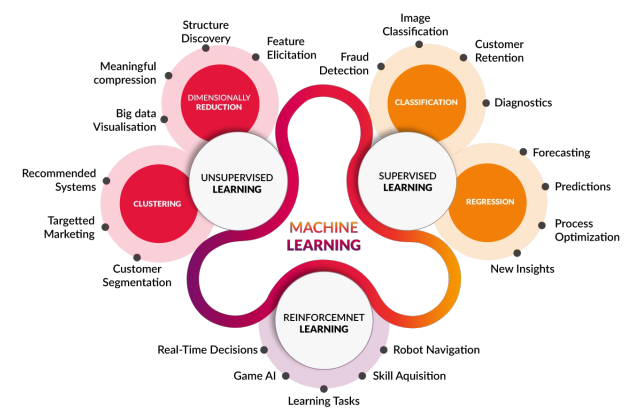 Structure
Discovery
Feature
Elicitation
Meaningful
compression
DIMENSIONALLY
REDUCTION
Big data
Visualisation
UNSUPERVISED
LEARNING
Recommended
Systems
CLUSTERING
Targetted
Marketing
Customer
Segmentation
Image
Classification
Fraud
Detection
Customer
Retention
CLASSIFICATION
Diagnostics
SUPERVISED
LEARNING
Forecasting
REGRESSION
Predictions
Process
Optimization
New Insights
MACHINE
LEARNING
REINFORCEMNET
LEARNING
Real-Time Decisions
Robot Navigation
Game AI
Skill Aquisition
Learning Tasks